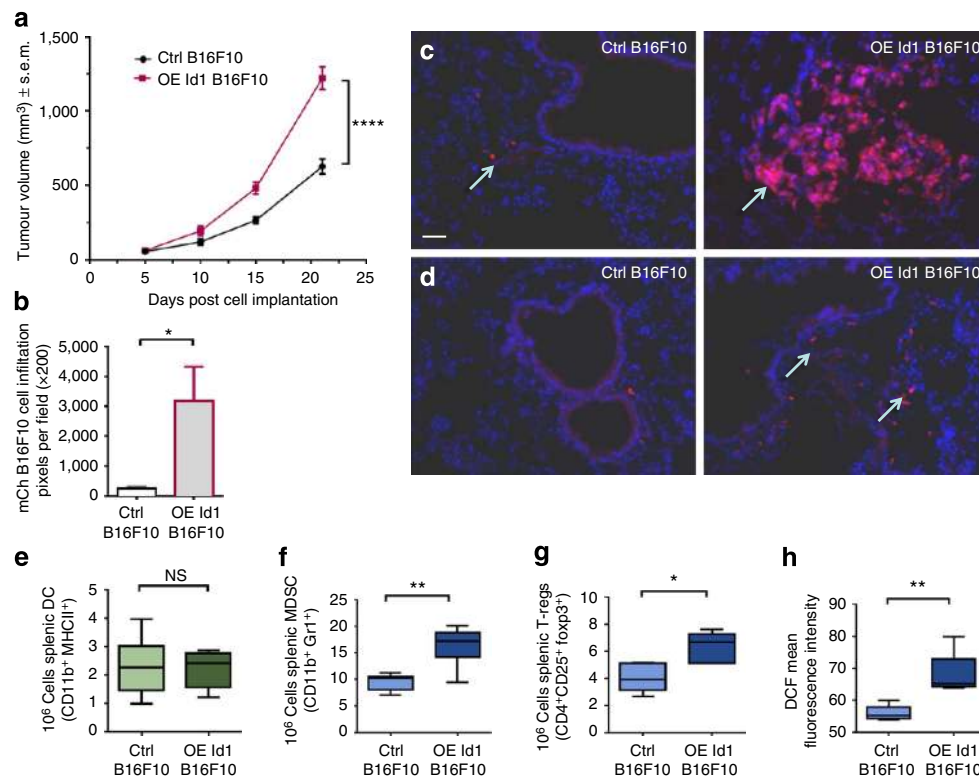 a
Tumour volume (mm³) ± s.e.m.
1,500
1,000
500
0
0 5 10 15 20 25
Days post cell implantation
Ctrl B16F10
OE Id1 B16F10
****
b
mCh B16F10 cell infiltation
pixels per field (×200)
5,000
4,000
3,000
2,000
1,000
0
*
Ctrl
B16F10
OE Id1
B16F10
c
Ctrl B16F10
OE Id1 B16F10
d
Ctrl B16F10
OE Id1 B16F10
e
10⁶ Cells splenic DC
(CD11b⁺ MHCII⁺)
5
4
3
2
1
0
NS
Ctrl
B16F10
OE Id1
B16F10
f
10⁶ Cells splenic MDSC
(CD11b⁺ Gr1⁺)
25
20
15
10
5
0
**
Ctrl
B16F10
OE Id1
B16F10
g
10⁶ Cells splenic T-regs
(CD4⁺CD25⁺ foxp3⁺)
10
8
6
4
2
0
*
Ctrl
B16F10
OE Id1
B16F10
h
DCF mean
fluorescence intensity
90
80
70
60
50
**
Ctrl
B16F10
OE Id1
B16F10